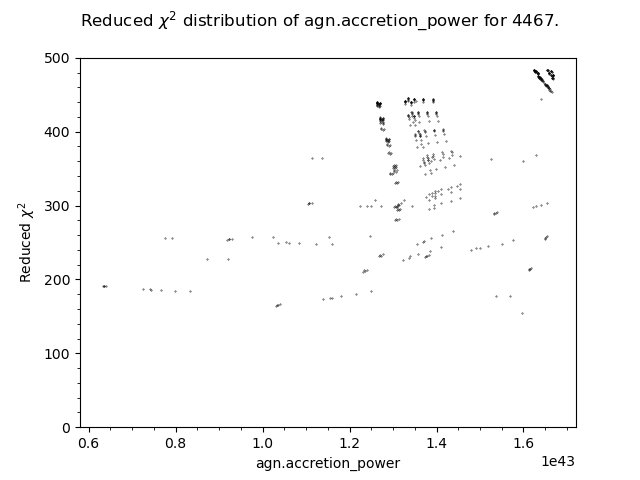 Reduced χ² distribution of agn.accretion_power for 4467.
500
400
300
200
100
0
Reduced χ²
0.6 0.8 1.0 1.2 1.4 1.6
1e43
agn.accretion_power